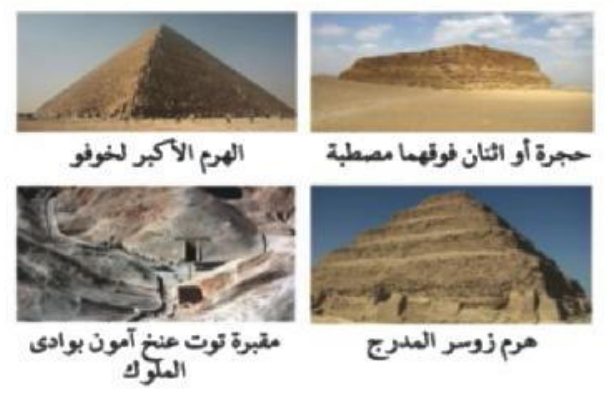 حجرة أو اثنان فوقهما مصطبة
الهرم الأكبر لخوفو
هرم زوسر المدرج
مقبرة توت عنخ آمون بوادى
الملوك